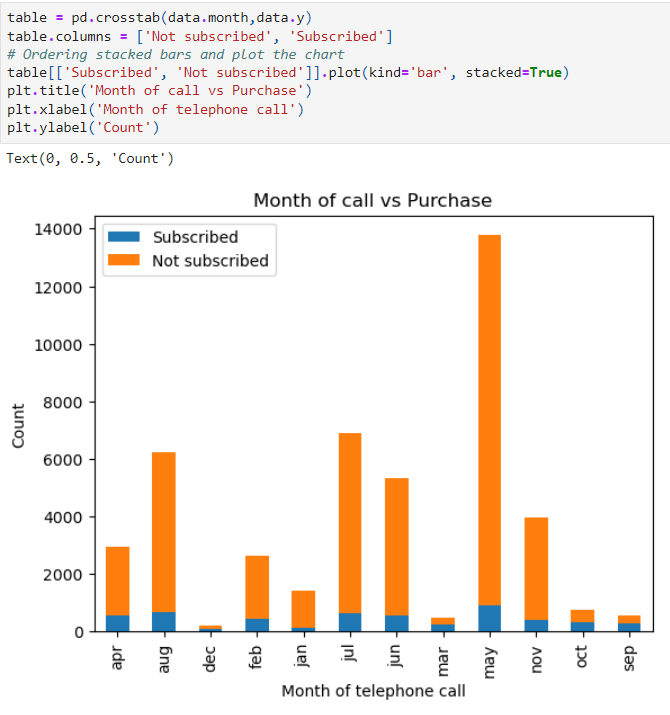 table = pd.crosstab(data.month,data.y)
table.columns = ['Not subscribed', 'Subscribed']
# Ordering stacked bars and plot the chart
table[['Subscribed', 'Not subscribed']].plot(kind='bar', stacked=True)
plt.title('Month of call vs Purchase')
plt.xlabel('Month of telephone call')
plt.ylabel('Count')
Text(0, 0.5, 'Count')
Month of call vs Purchase
Subscribed
Not subscribed
14000
12000
10000
8000
6000
4000
2000
0
Count
apr
aug
dec
feb
jan
jul
jun
mar
may
nov
oct
sep
Month of telephone call